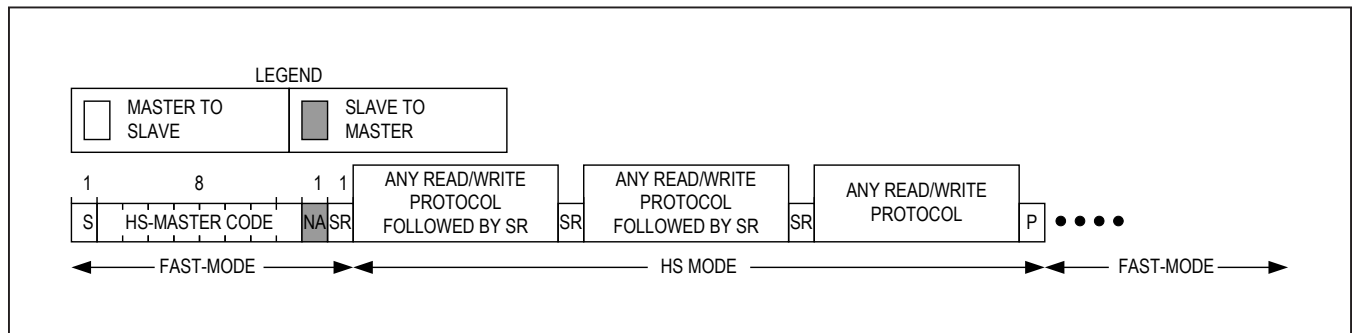 LEGEND
MASTER TO
SLAVE
SLAVE TO
MASTER
1 8 1 1
S HS-MASTER CODE NA SR
ANY READ/WRITE
PROTOCOL
FOLLOWED BY SR
SR
ANY READ/WRITE
PROTOCOL
FOLLOWED BY SR
SR
ANY READ/WRITE
PROTOCOL
P
FAST-MODE HS MODE FAST-MODE